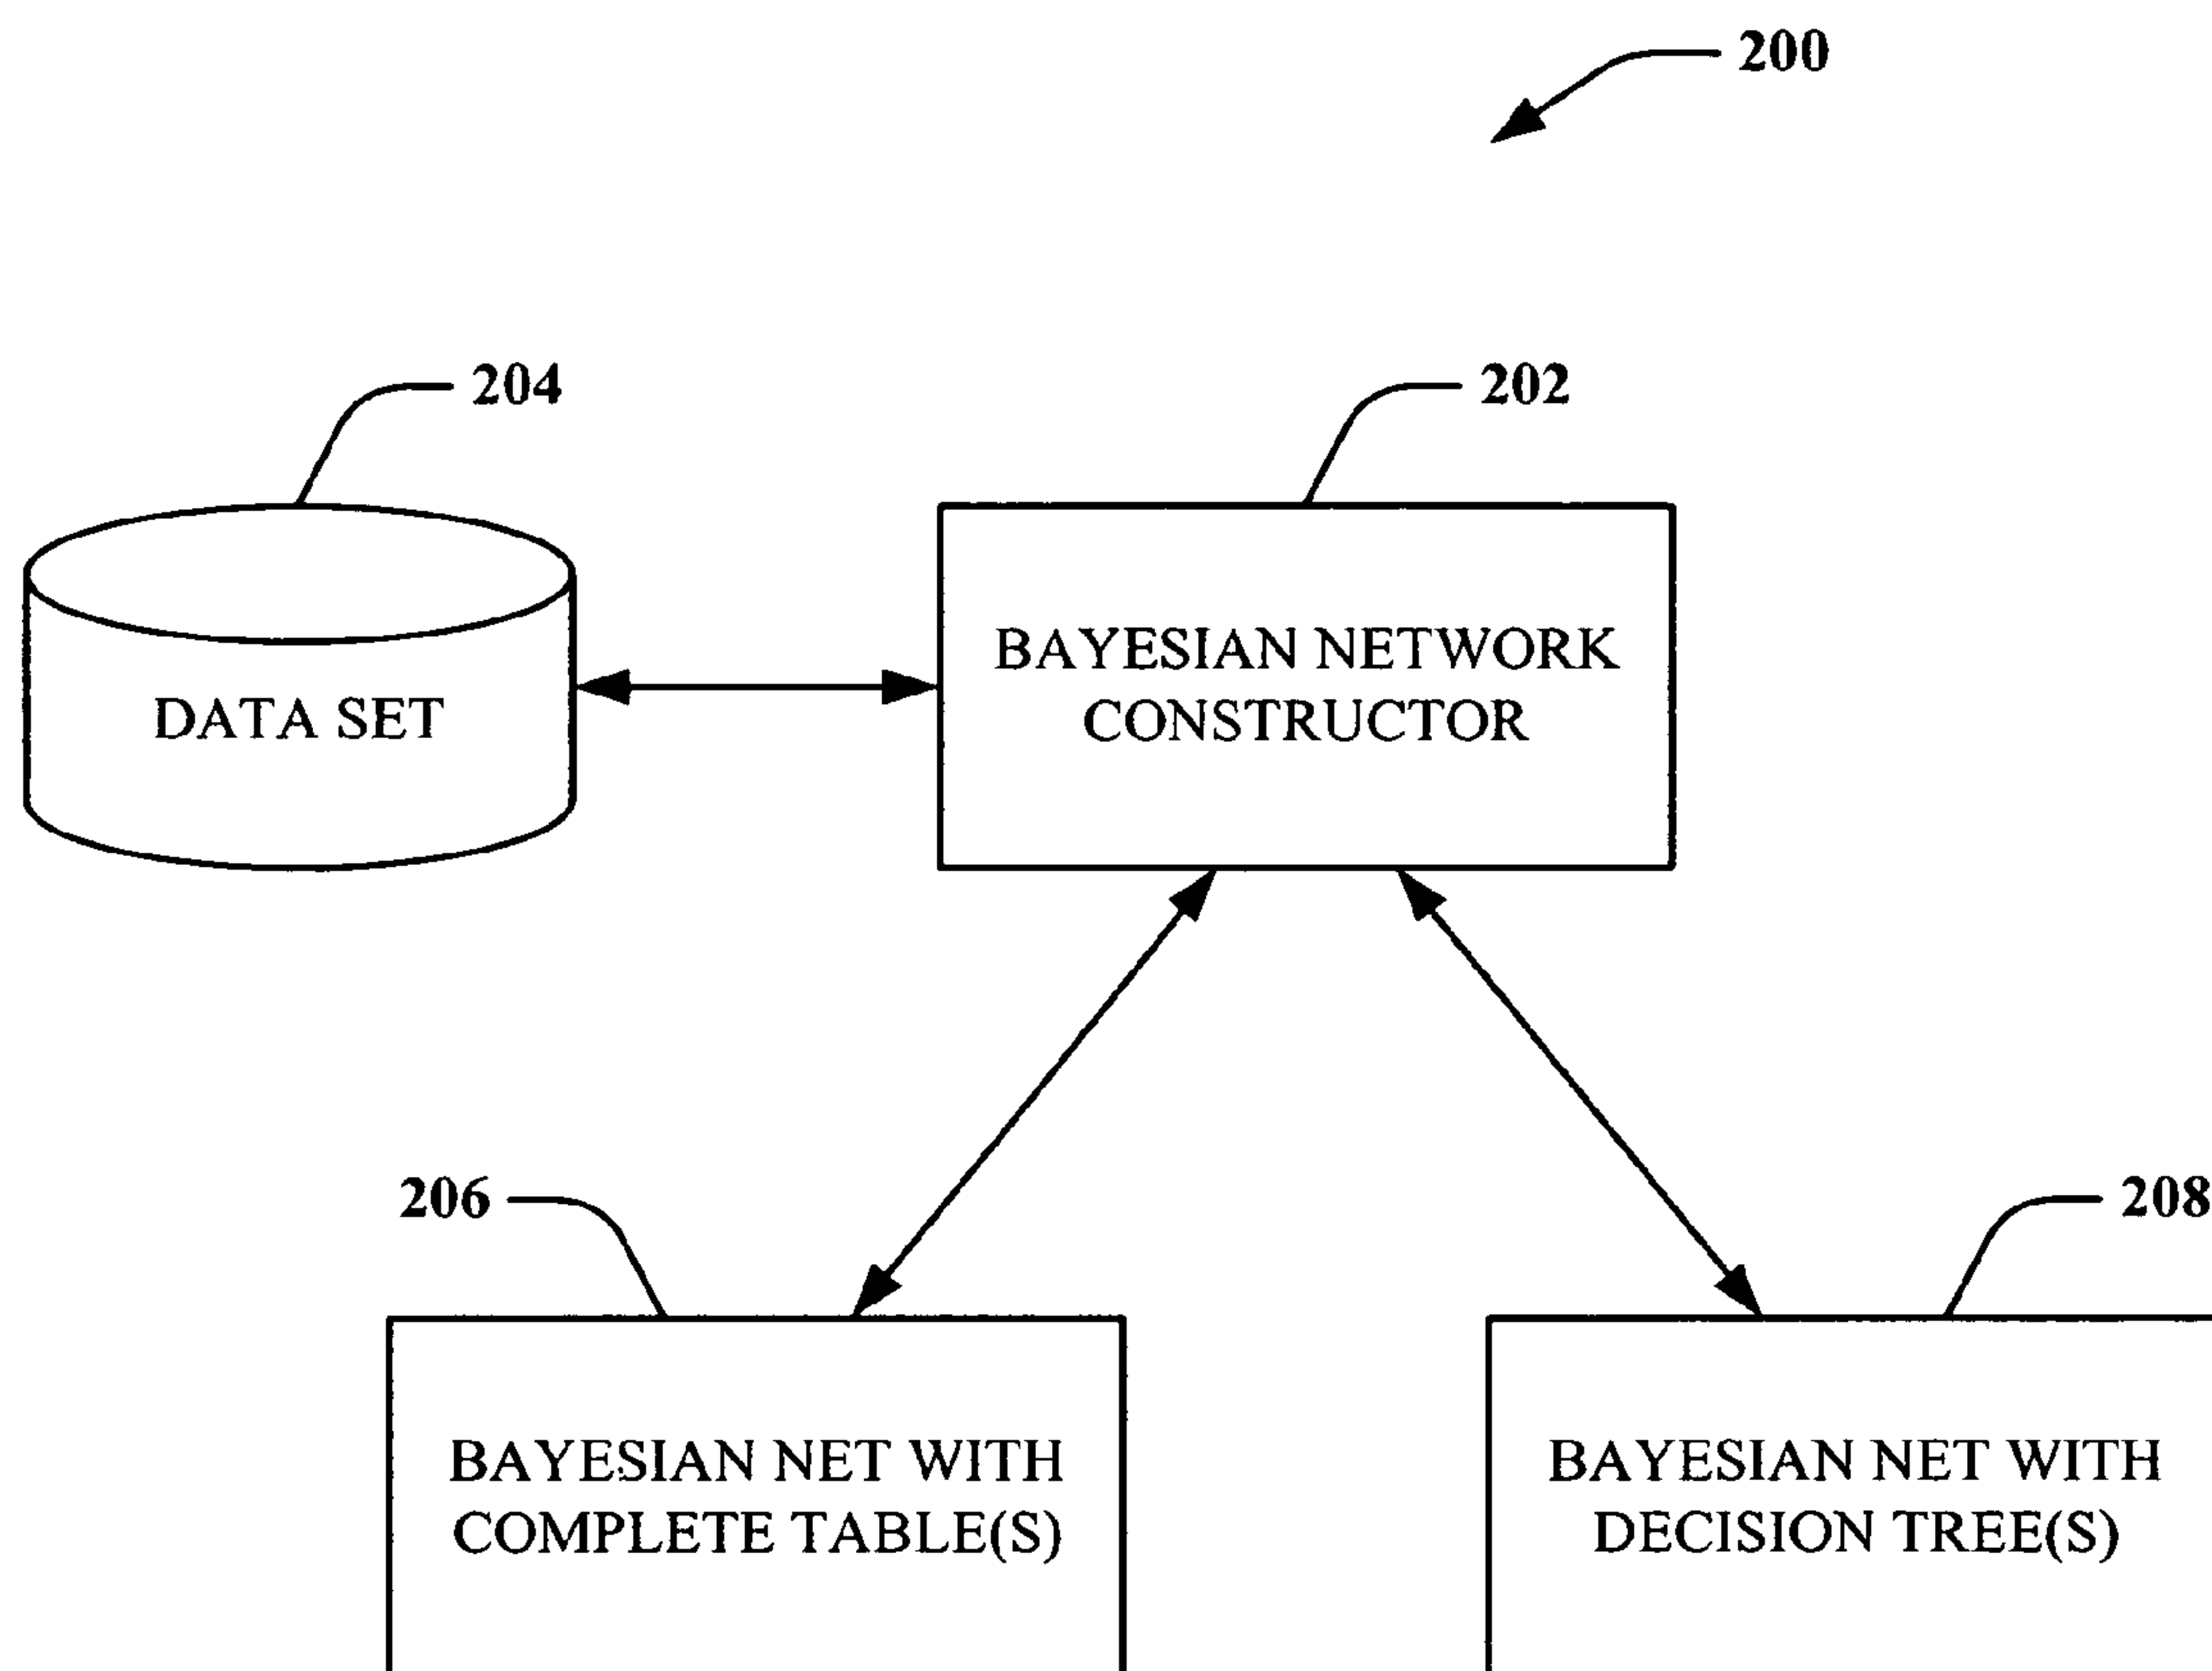 200
204
202
DATA SET
BAYESIAN NETWORK
CONSTRUCTOR
206
208
BAYESIAN NET WITH
COMPLETE TABLE(S)
BAYESIAN NET WITH
DECISION TREE(S)